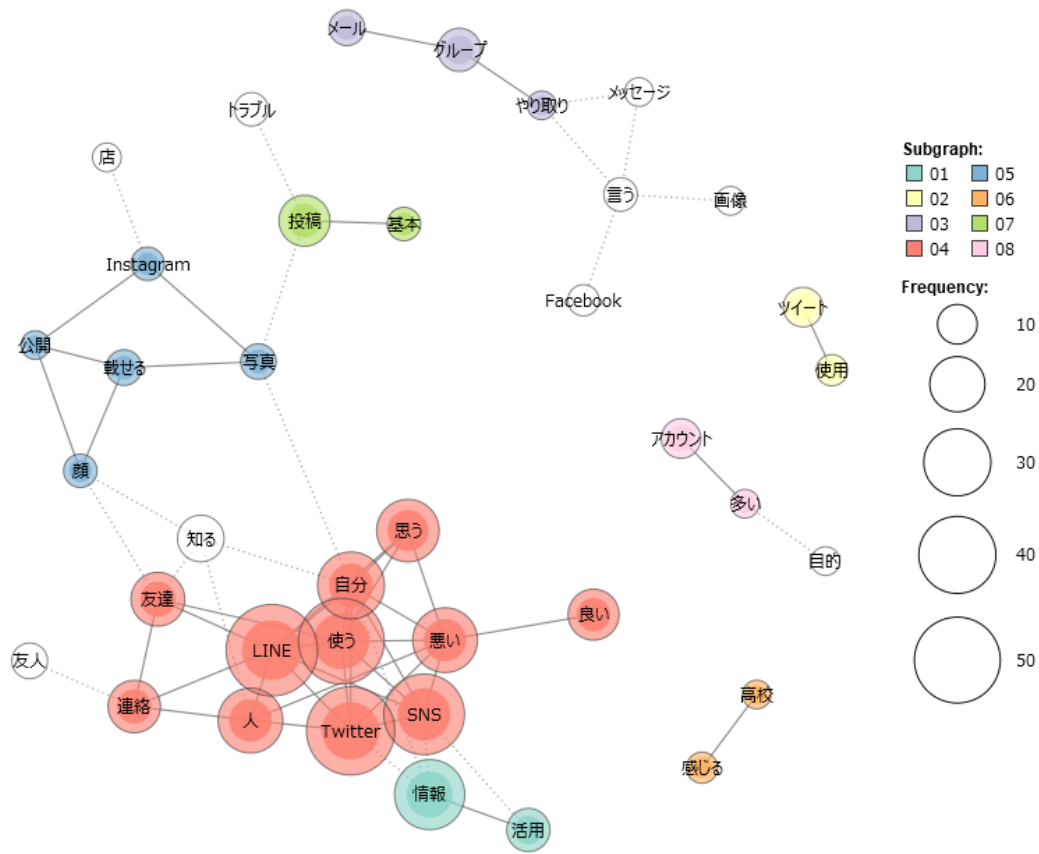 メール
グループ
やり取り
メッセージ
トラブル
店
言う
画像
投稿
基本
Instagram
Facebook
ツイート
使用
公開
載せる
写真
アカウント
多い
目的
顔
知る
思う
自分
友達
良い
LINE
使う
悪い
友人
連絡
人
Twitter
SNS
高校
感じる
情報
活用
Subgraph:
01 05
02 06
03 07
04 08
Frequency:
10
20
30
40
50